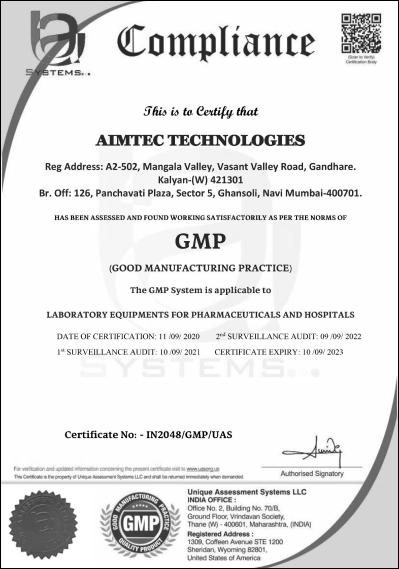 SYSTEMS
Compliance
(Scan to Verify)
Certification Body
This is to Certify that
AIMTEC TECHNOLOGIES
Reg Address: A2-502, Mangala Valley, Vasant Valley Road, Gandhare.
Kalyan-(W) 421301
Br. Off: 126, Panchavati Plaza, Sector 5, Ghansoli, Navi Mumbai-400701.
HAS BEEN ASSESSED AND FOUND WORKING SATISFACTORILY AS PER THE NORMS OF
GMP
(GOOD MANUFACTURING PRACTICE)
The GMP System is applicable to
LABORATORY EQUIPMENTS FOR PHARMACEUTICALS AND HOSPITALS
DATE OF CERTIFICATION: 11 /09/ 2020 2nd SURVEILLANCE AUDIT: 09 /09/ 2022
1st SURVEILLANCE AUDIT: 10 /09/ 2021 CERTIFICATE EXPIRY: 10 /09/ 2023
SYSTEMS
Certificate No: - IN2048/GMP/UAS
For verification and updated information concerning the present certificate visit to www.uasorg.us
This Certificate is the property of Unique Assessment Systems LLC and shall be returned immediately when demanded.
Authorised Signatory
GOOD MANUFACTURING PRACTICE
GMP
QUALITY PRODUCT
Unique Assessment Systems LLC
INDIA OFFICE :
Office No. 2, Building No. 70/B,
Ground Floor, Vrindavan Society,
Thane (W) - 400601, Maharashtra, (INDIA)
Registered Address :
1309, Coffeen Avenue STE 1200
Sheridan, Wyoming 82801,
United States of America